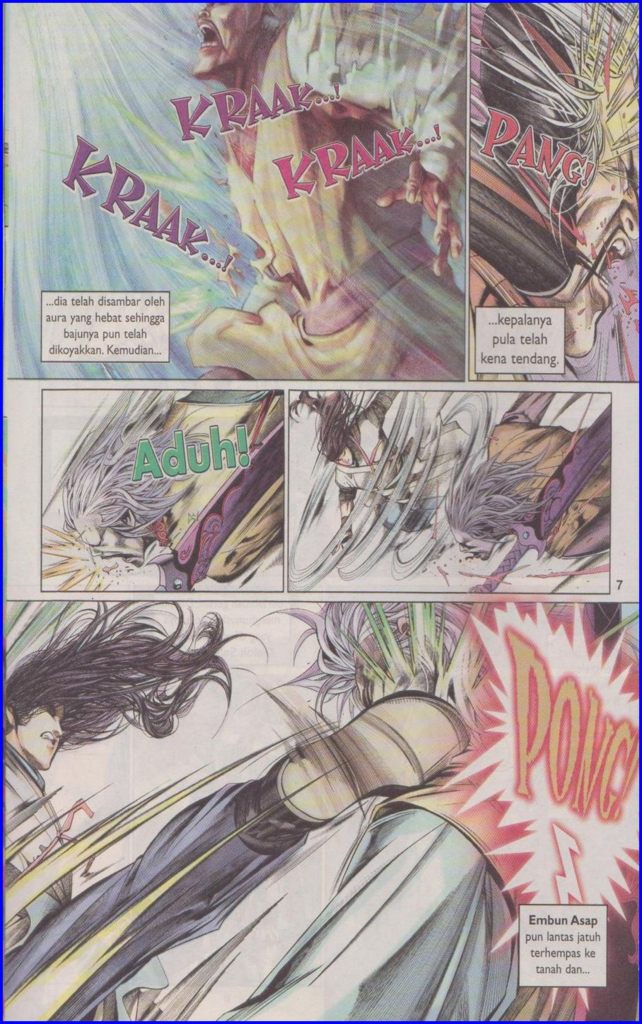 KRAAK...!
KRAAK...!
KRAAK...!
...dia telah disambar oleh
aura yang hebat sehingga
bajunya pun telah
dikoyakkan. Kemudian...
PANG!
...kepalanya
pula telah
kena tendang.
Aduh!
7
PONG!
Embun Asap
pun lantas jatuh
terhempas ke
tanah dan...